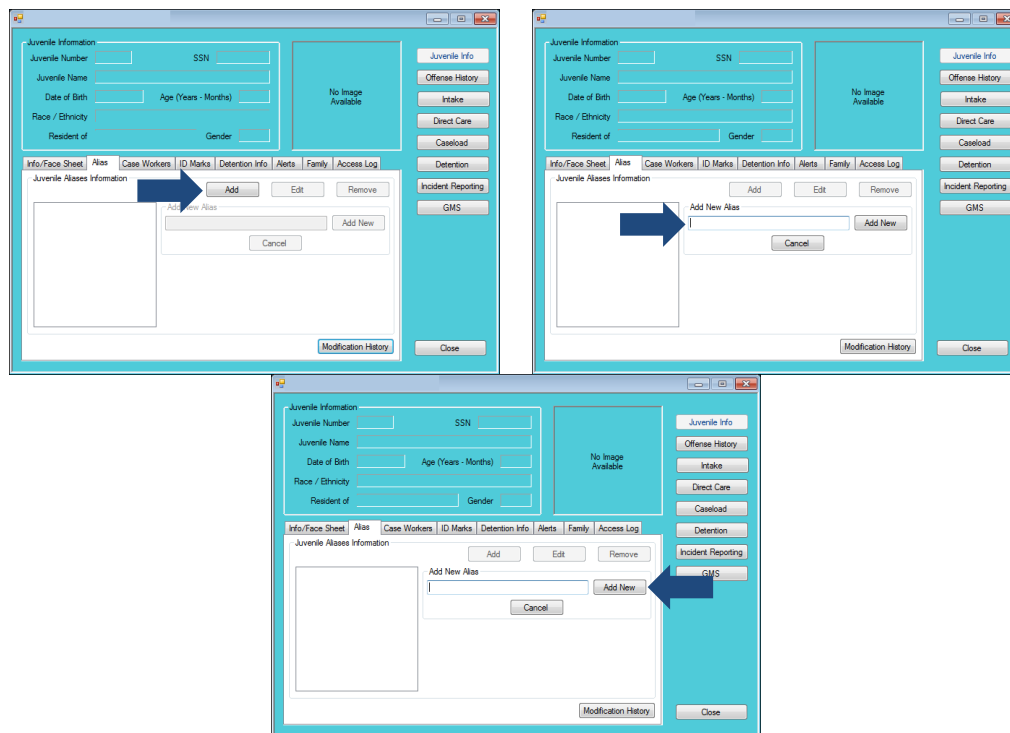 Juvenile Information
Juvenile Number SSN
Juvenile Name
Date of Birth Age (Years - Months)
Race / Ethnicity
Resident of Gender
No Image
Available
Juvenile Info
Offense History
Intake
Direct Care
Caseload
Detention
Incident Reporting
GMS
Info/Face Sheet Alias Case Workers ID Marks Detention Info Alerts Family Access Log
Juvenile Aliases Information
Add Edit Remove
Add New Alias
Add New
Cancel
Modification History
Close
Juvenile Information
Juvenile Number SSN
Juvenile Name
Date of Birth Age (Years - Months)
Race / Ethnicity
Resident of Gender
No Image
Available
Juvenile Info
Offense History
Intake
Direct Care
Caseload
Detention
Incident Reporting
GMS
Info/Face Sheet Alias Case Workers ID Marks Detention Info Alerts Family Access Log
Juvenile Aliases Information
Add Edit Remove
Add New Alias
Add New
Cancel
Modification History
Close
Juvenile Information
Juvenile Number SSN
Juvenile Name
Date of Birth Age (Years - Months)
Race / Ethnicity
Resident of Gender
No Image
Available
Juvenile Info
Offense History
Intake
Direct Care
Caseload
Detention
Incident Reporting
GMS
Info/Face Sheet Alias Case Workers ID Marks Detention Info Alerts Family Access Log
Juvenile Aliases Information
Add Edit Remove
Add New Alias
Add New
Cancel
Modification History
Close